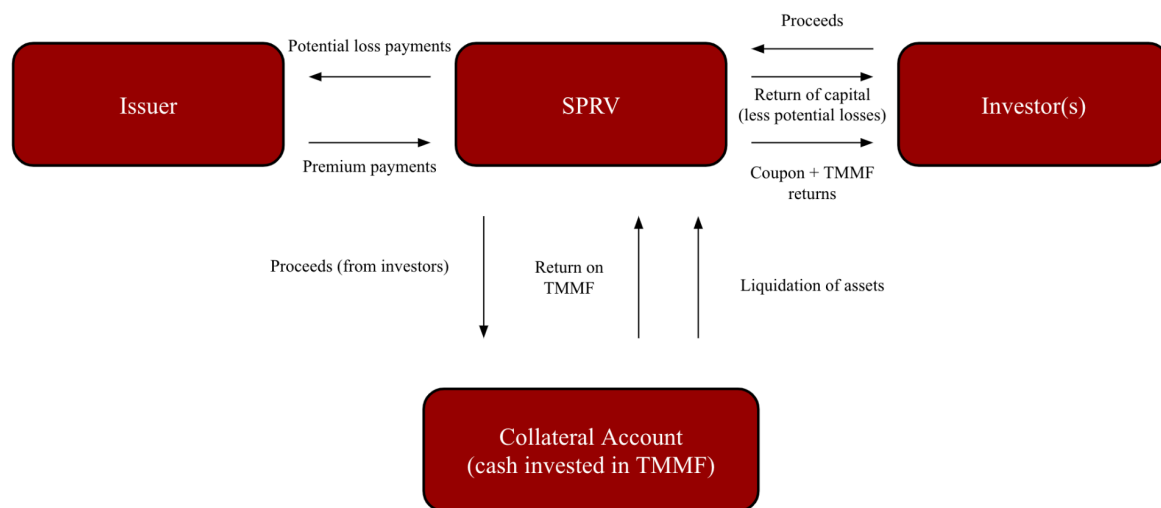 Proceeds
Potential loss payments
Issuer
SPRV
Return of capital
(less potential losses)
Investor(s)
Premium payments
Coupon + TMMF
returns
Proceeds (from investors)
Return on
TMMF
Liquidation of assets
Collateral Account
(cash invested in TMMF)